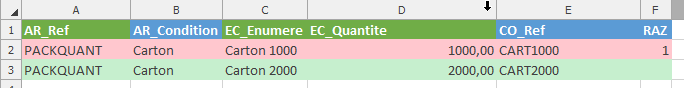 A B C D E F
1 AR_Ref AR_Condition EC_Enumere EC_Quantite CO_Ref RAZ
2 PACKQUANT Carton Carton 1000 1000,00 CART1000 1
3 PACKQUANT Carton Carton 2000 2000,00 CART2000